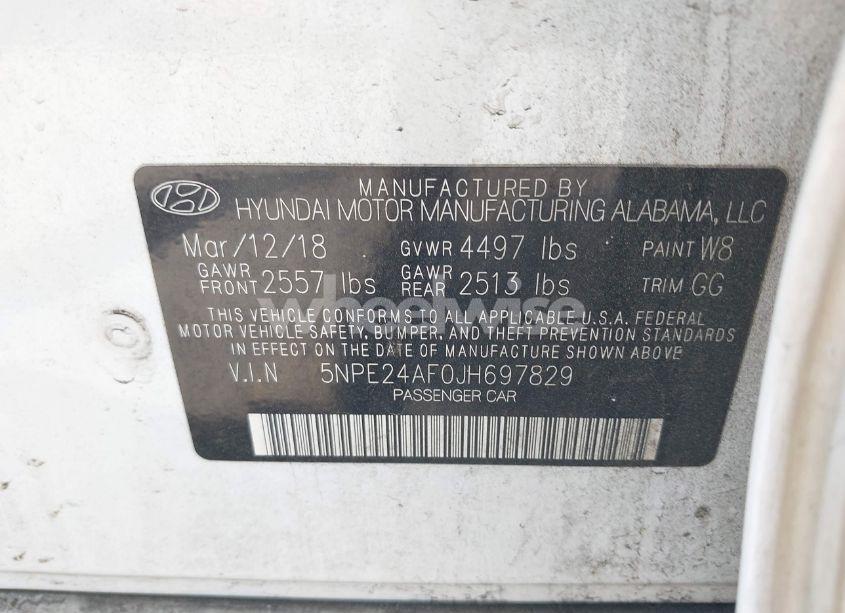 MANUFACTURED BY
HYUNDAI MOTOR MANUFACTURING ALABAMA, LLC
Mar/12/18 GVWR 4497 lbs PAINT W8
GAWR FRONT 2557 lbs GAWR REAR 2513 lbs TRIM GG
wheelwise
THIS VEHICLE CONFORMS TO ALL APPLICABLE U.S.A. FEDERAL
MOTOR VEHICLE SAFETY, BUMPER, AND THEFT PREVENTION STANDARDS
IN EFFECT ON THE DATE OF MANUFACTURE SHOWN ABOVE
V.I.N 5NPE24AF0JH697829
PASSENGER CAR